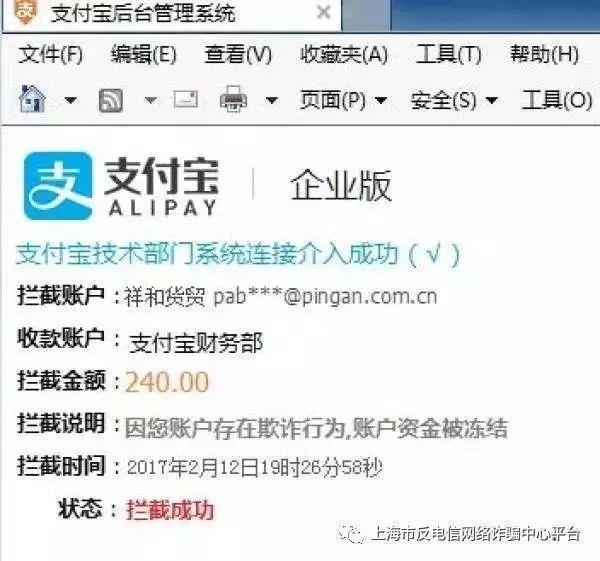 支付宝后台管理系统
文件(F) 编辑(E) 查看(V) 收藏夹(A) 工具(T) 帮助(H)
页面(P) 安全(S) 工具(O)
支 支付宝 企业版
ALIPAY
支付宝技术部门系统连接介入成功（√）
拦截账户：祥和货贸 pab***@pingan.com.cn
收款账户：支付宝财务部
拦截金额：240.00
拦截说明：因您账户存在欺诈行为,账户资金被冻结
拦截时间：2017年2月12日19时26分58秒
状态：拦截成功
上海市反电信网络诈骗中心平台